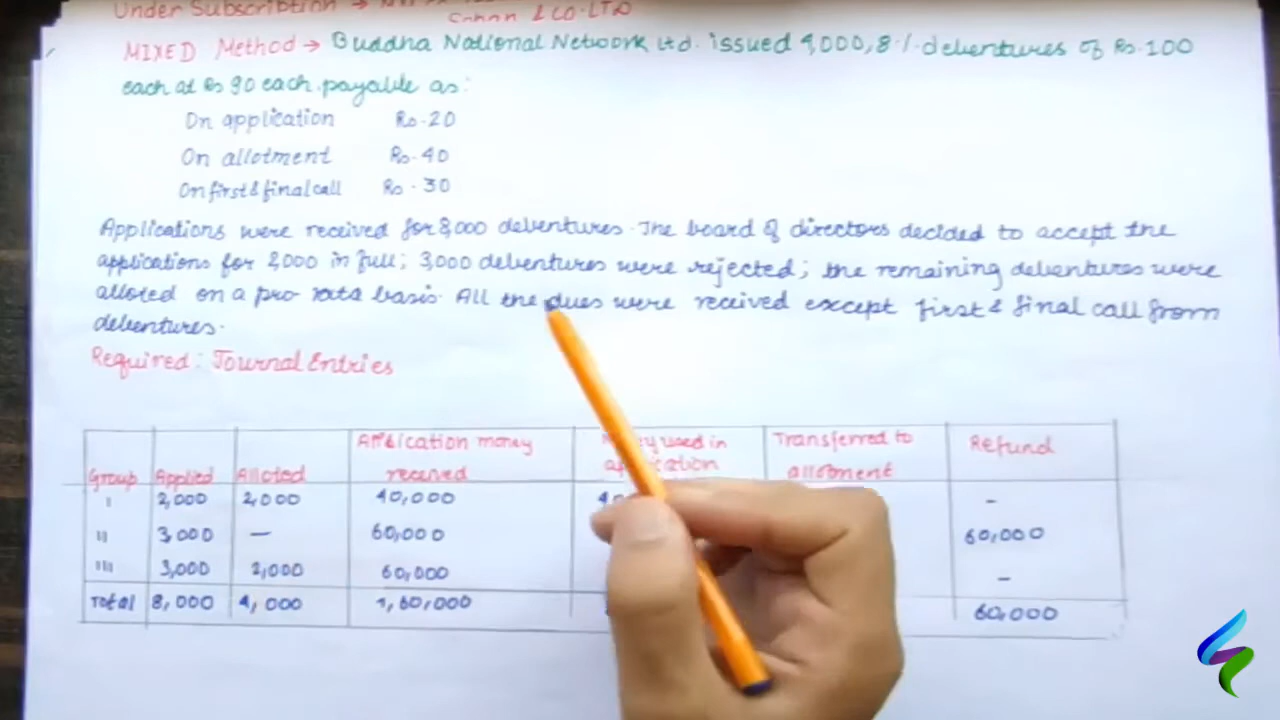 Under Subscription →
Sohan & CO. LTD
MIXED Method → Buddha National Network Ltd. issued 4,000, 8% debentures of Rs. 100
each at Rs 90 each payable as:
On application Rs. 20
On allotment Rs. 40
On first & final call Rs. 30
Applications were received for 8,000 debentures. The board of directors decided to accept the
applications for 2,000 in full; 3,000 debentures were rejected; the remaining debentures were
alloted on a pro rata basis. All the dues were received except first & final call from
debentures.
Required: Journal Entries
Group Applied Alloted Application money received in Transferred to allotment Refund
I 2,000 2,000 40,000 -
II 3,000 — 60,000 60,000
III 3,000 2,000 60,000 -
Total 8,000 4,000 1,60,000 60,000